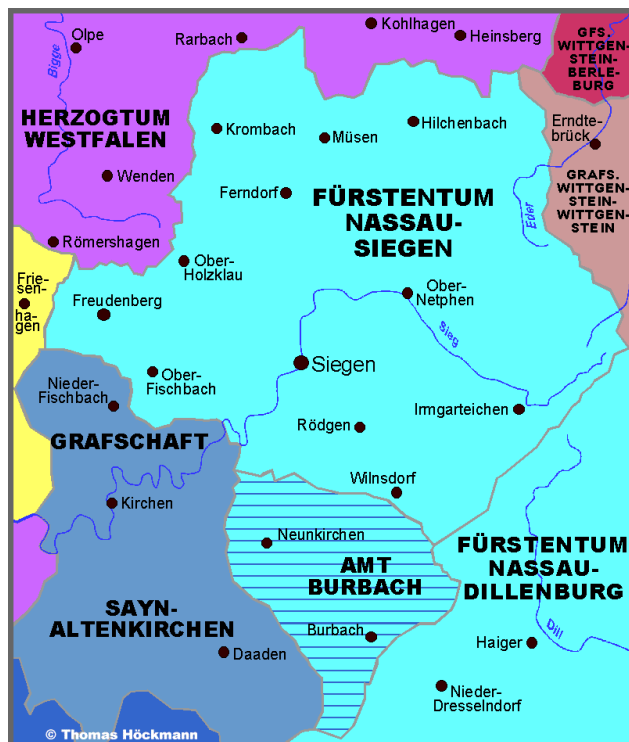 Kohlhagen
Olpe
Rarbach
Heinsberg
GFS.
WITTGEN-
STEIN-
BERLE-
BURG
Bigge
HERZOGTUM
WESTFALEN
Krombach
Müsen
Hilchenbach
Erndte-
brück
Wenden
Ferndorf
FÜRSTENTUM
NASSAU-
SIEGEN
GRAFS.
WITTGEN-
STEIN-
WITTGEN-
STEIN
Eder
Römershagen
Ober-
Holzklau
Frie-
sen-
ha-
gen
Freudenberg
Ober-
Netphen
Sieg
Siegen
Ober-
Fischbach
Nieder-
Fischbach
Irmgarteichen
Rödgen
GRAFSCHAFT
Wilnsdorf
Kirchen
Neunkirchen
AMT
BURBACH
FÜRSTENTUM
NASSAU-
DILLENBURG
SAYN-
ALTENKIRCHEN
Burbach
Dill
Haiger
Daaden
Nieder-
Dresselndorf
© Thomas Höckmann